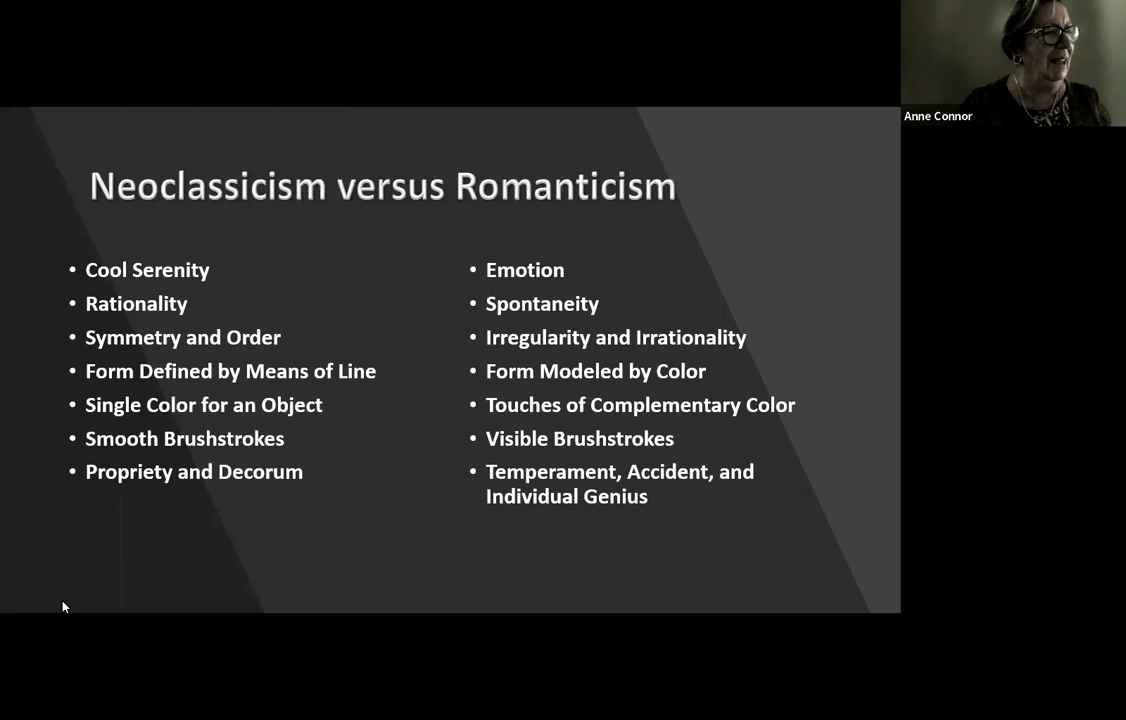 Anne Connor
Neoclassicism versus Romanticism
• Cool Serenity
• Rationality
• Symmetry and Order
• Form Defined by Means of Line
• Single Color for an Object
• Smooth Brushstrokes
• Propriety and Decorum
• Emotion
• Spontaneity
• Irregularity and Irrationality
• Form Modeled by Color
• Touches of Complementary Color
• Visible Brushstrokes
• Temperament, Accident, and
Individual Genius